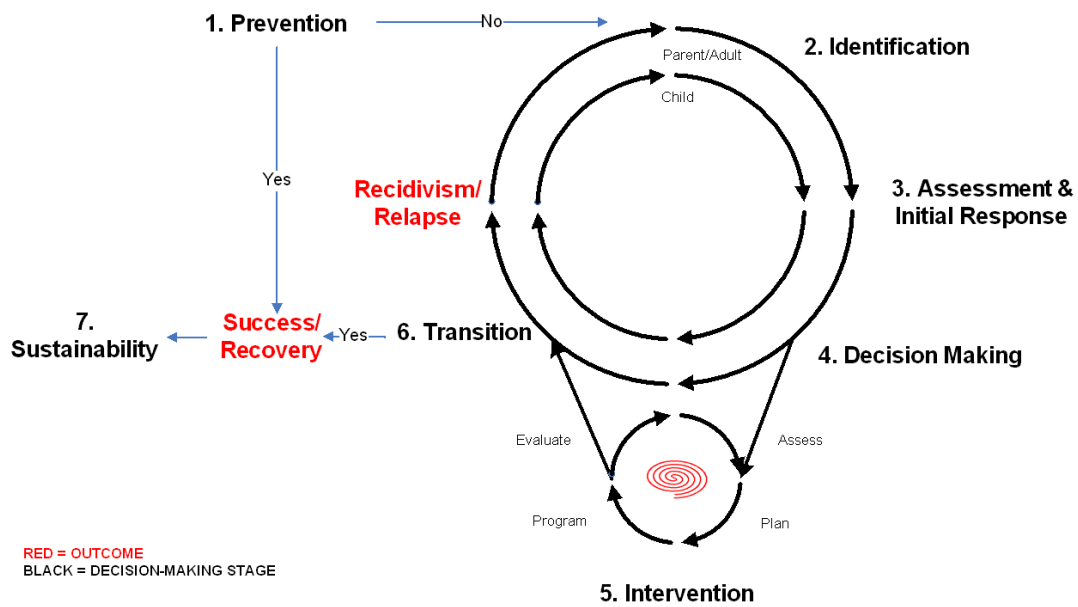 1. Prevention
No
2. Identification
Parent/Adult
Child
Yes
Recidivism/
Relapse
3. Assessment &
Initial Response
7.
Sustainability
Success/
Recovery
Yes
6. Transition
4. Decision Making
Evaluate
Assess
Program
Plan
RED = OUTCOME
BLACK = DECISION-MAKING STAGE
5. Intervention